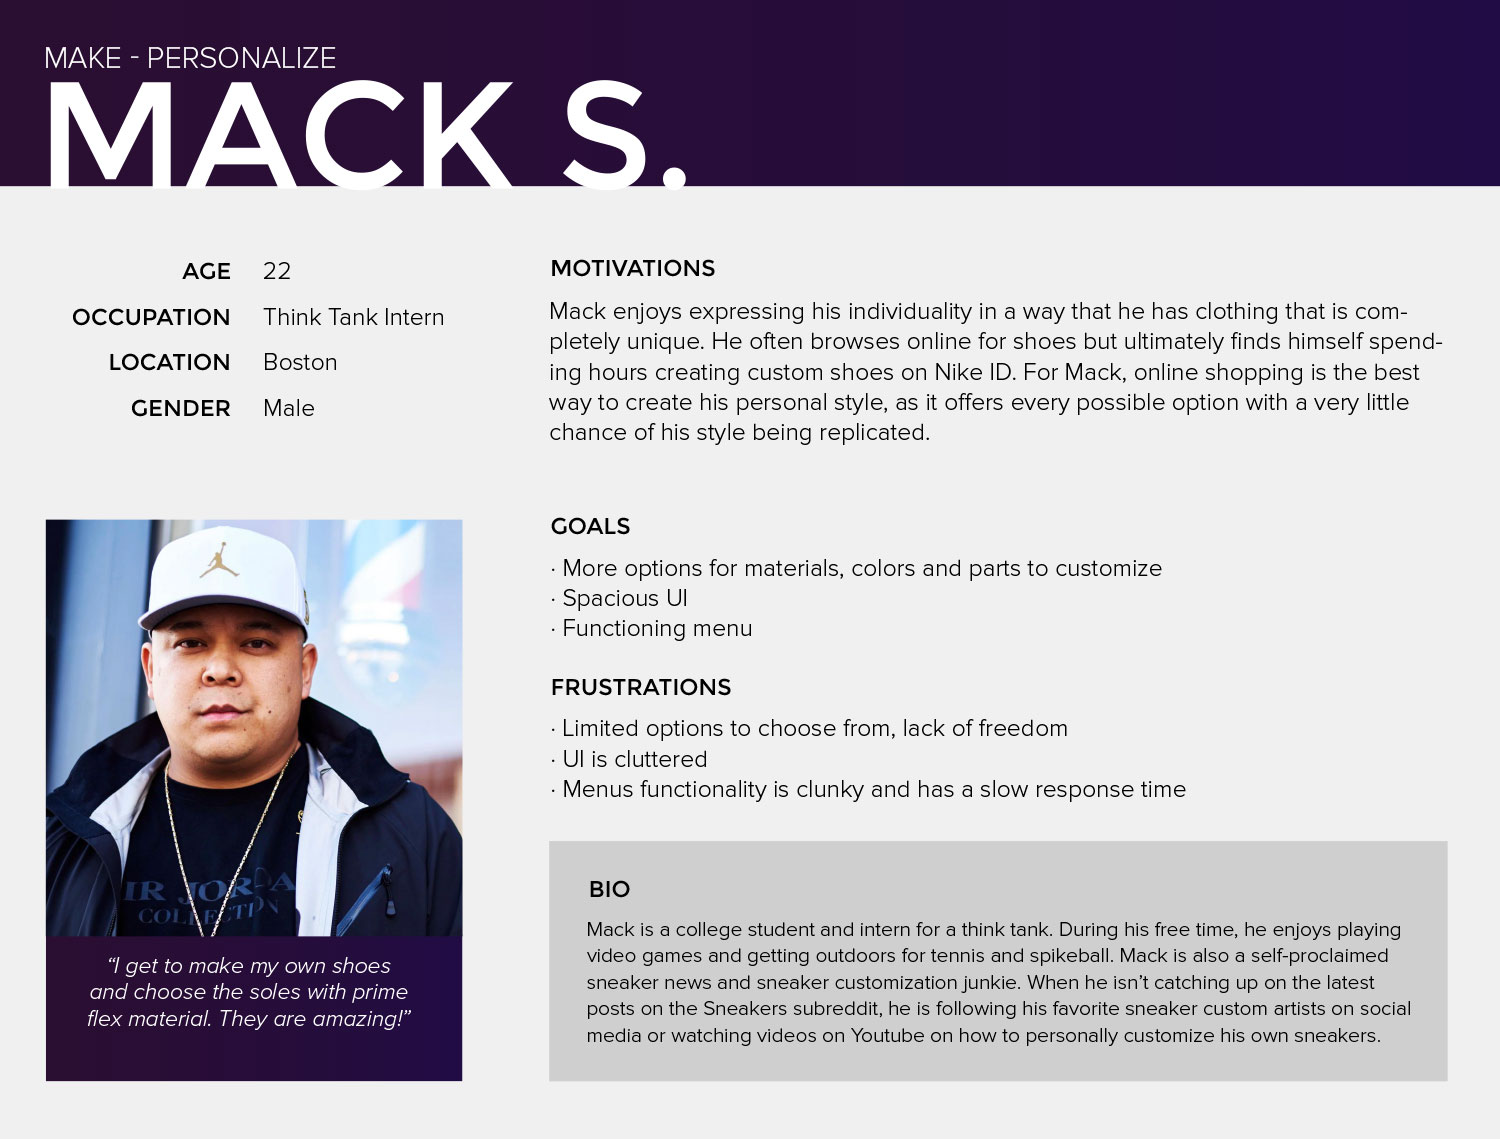 MAKE - PERSONALIZE
MACK S.
AGE 22
OCCUPATION Think Tank Intern
LOCATION Boston
GENDER Male
MOTIVATIONS
Mack enjoys expressing his individuality in a way that he has clothing that is com-
pletely unique. He often browses online for shoes but ultimately finds himself spend-
ing hours creating custom shoes on Nike ID. For Mack, online shopping is the best
way to create his personal style, as it offers every possible option with a very little
chance of his style being replicated.
GOALS
· More options for materials, colors and parts to customize
· Spacious UI
· Functioning menu
FRUSTRATIONS
· Limited options to choose from, lack of freedom
· UI is cluttered
· Menus functionality is clunky and has a slow response time
IR JORDA
COLLECTION
“I get to make my own shoes
and choose the soles with prime
flex material. They are amazing!”
BIO
Mack is a college student and intern for a think tank. During his free time, he enjoys playing
video games and getting outdoors for tennis and spikeball. Mack is also a self-proclaimed
sneaker news and sneaker customization junkie. When he isn’t catching up on the latest
posts on the Sneakers subreddit, he is following his favorite sneaker custom artists on social
media or watching videos on Youtube on how to personally customize his own sneakers.